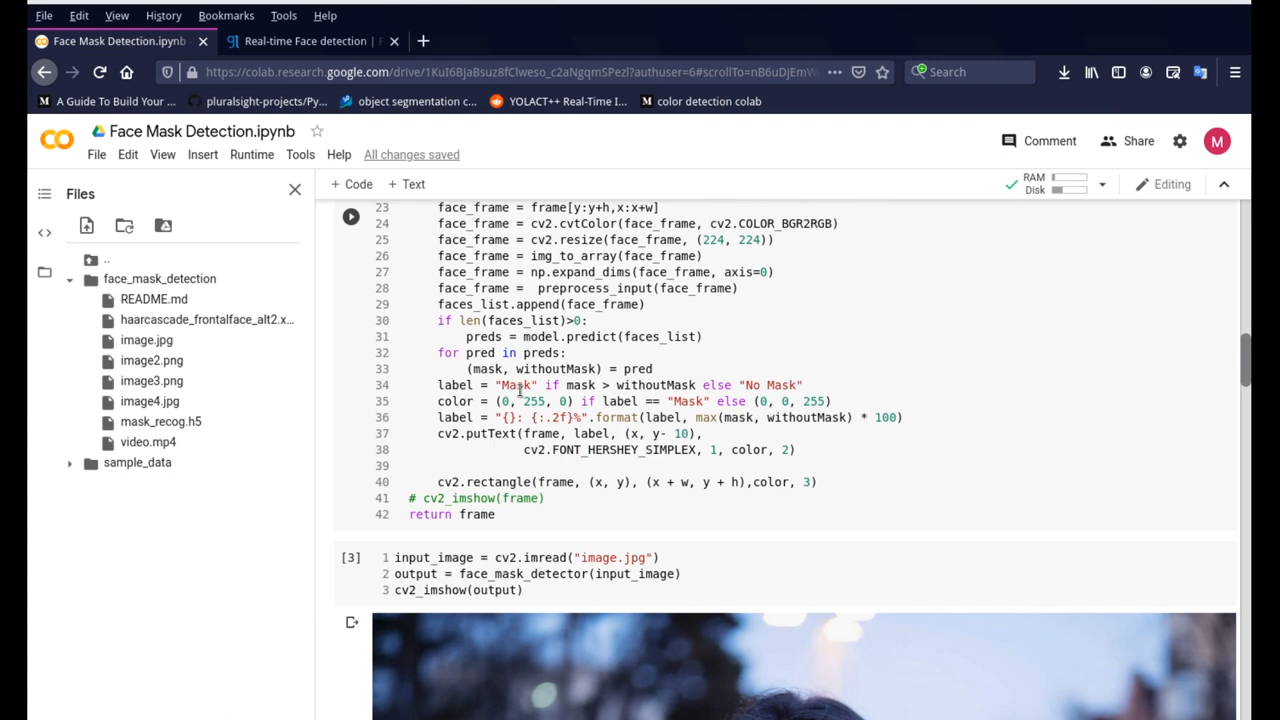 File Edit View History Bookmarks Tools Help
Face Mask Detection.ipynb Real-time Face detection | F
https://colab.research.google.com/drive/ Search
A Guide To Build Your ... pluralsight-projects/Py... object segmentation c... YOLACT++ Real-Time I... color detection colab
Face Mask Detection.ipynb
Comment Share M
File Edit View Insert Runtime Tools Help All changes saved
Files
+ Code + Text
RAM
Disk
Editing
..
face_mask_detection
README.md
haarcascade_frontalface_alt2.x...
image.jpg
image2.png
image3.png
image4.jpg
mask_recog.h5
video.mp4
sample_data
23 face_frame = frame[y:y+h,x:x+w]
24 face_frame = cv2.cvtColor(face_frame, cv2.COLOR_BGR2RGB)
25 face_frame = cv2.resize(face_frame, (224, 224))
26 face_frame = img_to_array(face_frame)
27 face_frame = np.expand_dims(face_frame, axis=0)
28 face_frame =  preprocess_input(face_frame)
29 faces_list.append(face_frame)
30 if len(faces_list)>0:
31 preds = model.predict(faces_list)
32 for pred in preds:
33 (mask, withoutMask) = pred
34 label = "Mask" if mask > withoutMask else "No Mask"
35 color = (0, 255, 0) if label == "Mask" else (0, 0, 255)
36 label = "{}: {:.2f}%".format(label, max(mask, withoutMask) * 100)
37 cv2.putText(frame, label, (x, y- 10),
38 cv2.FONT_HERSHEY_SIMPLEX, 1, color, 2)
39
40 cv2.rectangle(frame, (x, y), (x + w, y + h),color, 3)
41 # cv2_imshow(frame)
42 return frame
[3] 1 input_image = cv2.imread("image.jpg")
2 output = face_mask_detector(input_image)
3 cv2_imshow(output)